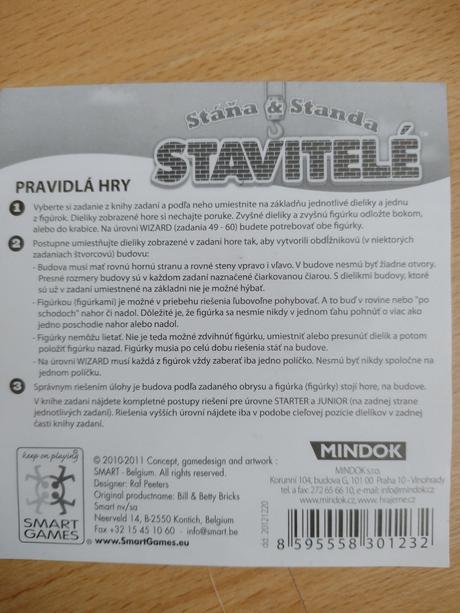 Stáňa & Standa
STAVITELÉ™
PRAVIDLÁ HRY
1 Vyberte si zadanie z knihy zadaní a podľa neho umiestnite na základňu jednotlivé dieliky a jednu
z figúrok. Dieliky zobrazené hore si nechajte poruke. Zvyšné dieliky a zvyšnú figúrku odložte bokom,
alebo do krabice. Na úrovni WIZARD (zadania 49 - 60) budete potrebovať obe figúrky.
2 Postupne umiestňujte dieliky zobrazené v zadaní hore tak, aby vytvorili obdĺžnikovú (v niektorých
zadaniach štvorcovú) budovu:
- Budova musí mať rovnú hornú stranu a rovné steny vpravo i vľavo. V budove nesmú byť žiadne otvory.
Presné rozmery budovy sú v každom zadaní naznačené čiarkovanou čiarou. S dielikmi budovy, ktoré
sú už v zadaní umiestnené na základni nie je možné hýbať.
- Figúrkou (figúrkami) je možné v priebehu riešenia ľubovoľne pohybovať. A to buď v rovine nebo "po
schodoch" nahor či nadol. Dôležité je, že figúrka sa nesmie nikdy v jednom ťahu pohnúť o viac ako
jedno poschodie nahor alebo nadol.
- Figúrky nemôžu lietať. Nie je teda možné zdvihnúť figúrku, umiestniť alebo presunúť dielik a potom
položiť figúrku nazad. Figúrky musia po celú dobu riešenia stáť na budove.
- Na úrovni WIZARD musí každá z figúrok vždy zaberať iba jedno políčko. Nesmú byť nikdy spoločne na
jednom políčku.
3 Správnym riešením úlohy je budova podľa zadaného obrysu a figúrka (figúrky) stojí hore, na budove.
V knihe zadaní nájdete kompletné postupy riešení pre úrovne STARTER a JUNIOR (na zadnej strane
jednotlivých zadaní). Riešenia vyšších úrovní nájdete iba v podobe cieľovej pozície dielikov v zadnej
časti knihy zadaní.
keep on playing
SMART
GAMES®
© 2010-2011 Concept, gamedesign and artwork :
SMART - Belgium. All rights reserved.
Designer: Raf Peeters
Original productname: Bill & Betty Bricks
Smart nv/sa
Neerveld 14, B-2550 Kontich, Belgium
Fax +32 15 45 10 60 - info@smart.be
www.SmartGames.eu
dd: 20121220
MINDOK
MINDOK s.r.o.
Korunní 104, budova G, 101 00 Praha 10 - Vinohrady
tel. a fax: 272 65 66 10, e-mail: info@mindok.cz
www.mindok.cz, www. hrajeme.cz
8 595558 301232